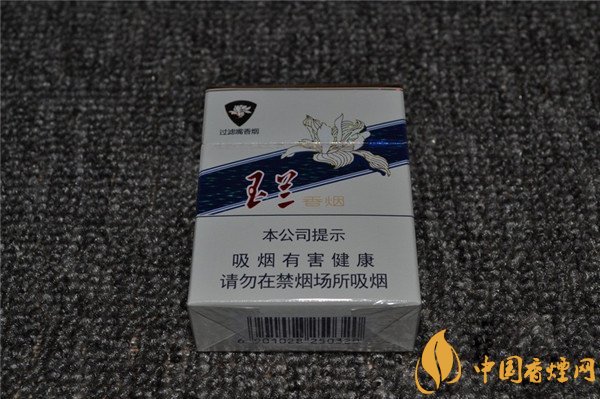 过滤嘴香烟
玉兰 香烟
本公司提示
吸烟有害健康
请勿在禁烟场所吸烟
中国香烟网